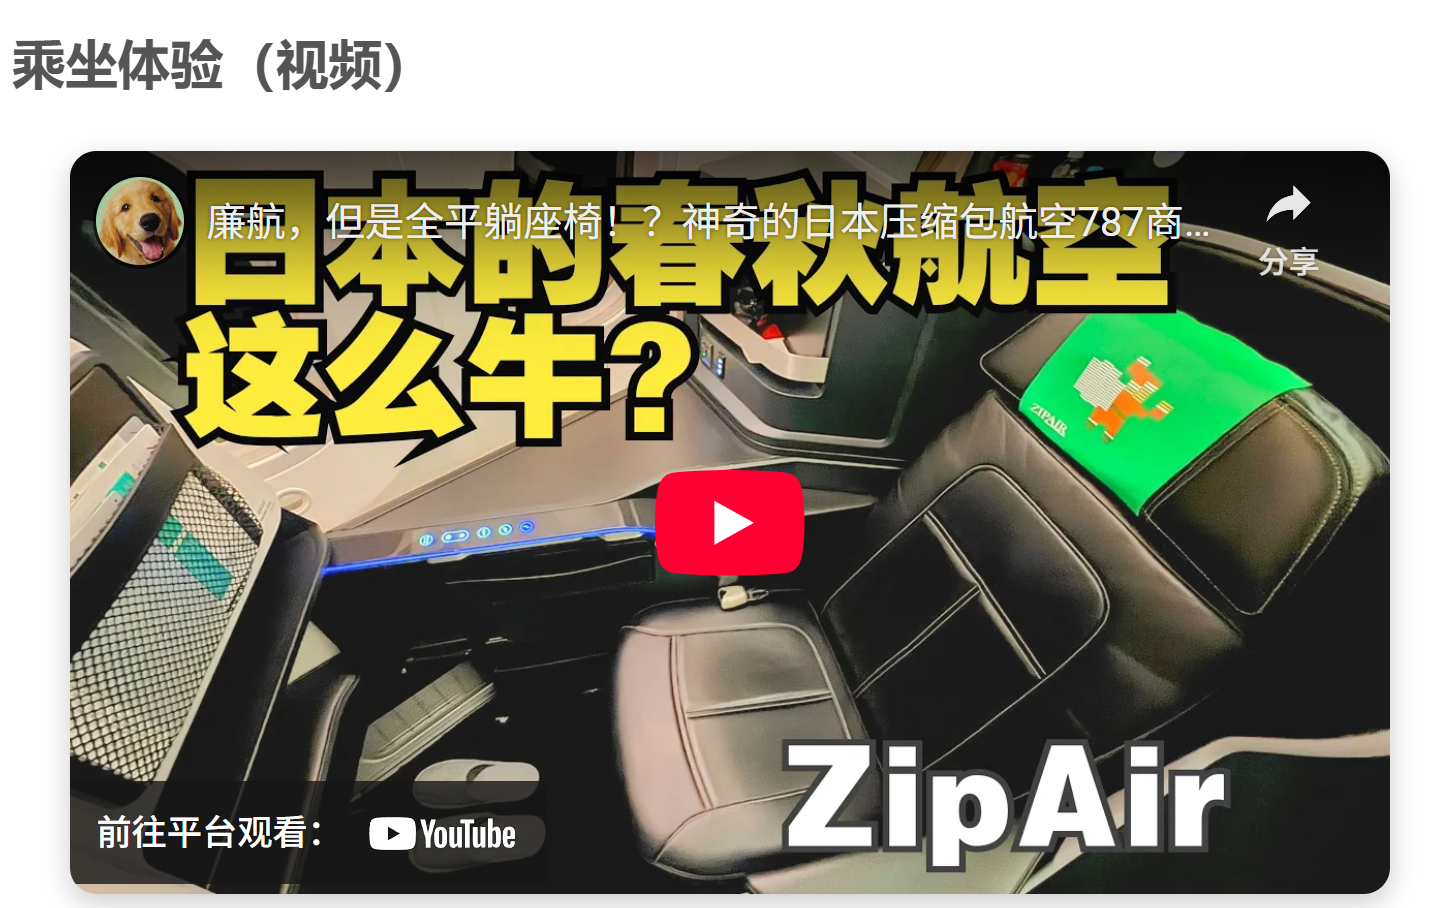 乘坐体验（视频）
廉航，但是全平躺座椅！？神奇的日本压缩包航空787商...
分享
日本的春秋航空
这么牛？
ZIPAIR
ZipAir
前往平台观看：
YouTube